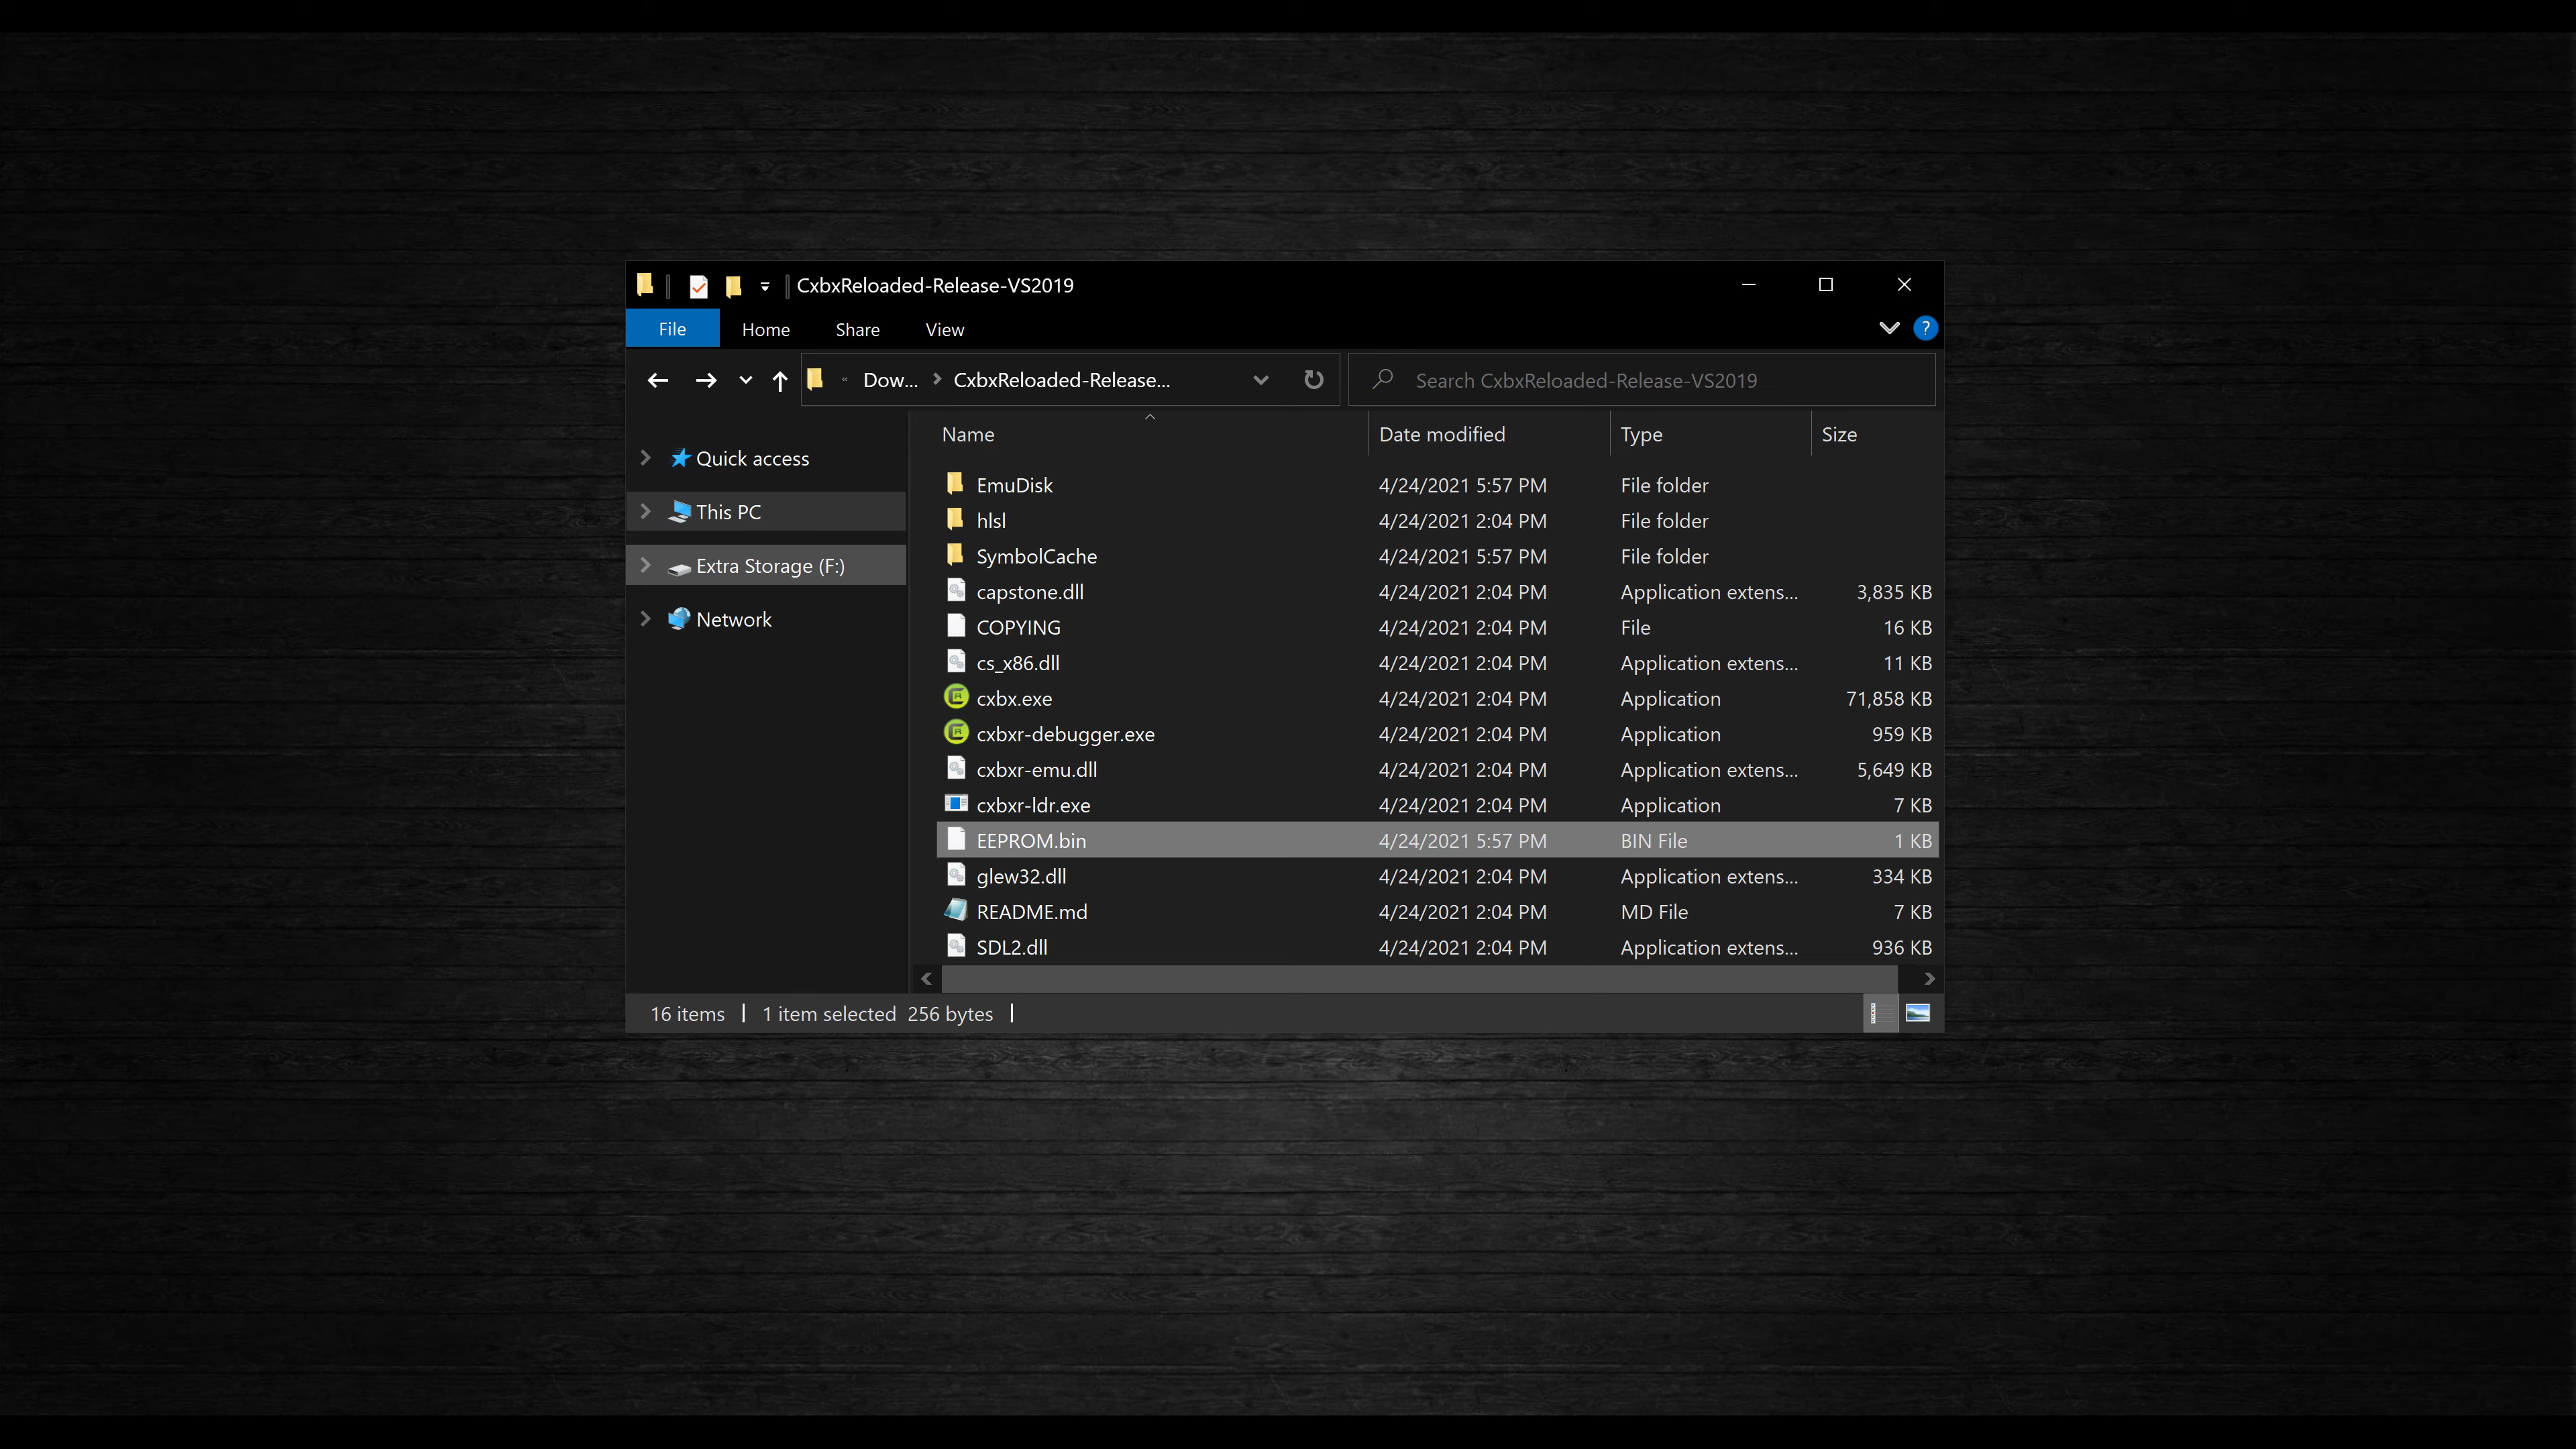 CxbxReloaded-Release-VS2019
File Home Share View ?
« Dow... CxbxReloaded-Release... Search CxbxReloaded-Release-VS2019
Name Date modified Type Size
Quick access
This PC
Extra Storage (F:)
Network
EmuDisk 4/24/2021 5:57 PM File folder
hlsl 4/24/2021 2:04 PM File folder
SymbolCache 4/24/2021 5:57 PM File folder
capstone.dll 4/24/2021 2:04 PM Application extens... 3,835 KB
COPYING 4/24/2021 2:04 PM File 16 KB
cs_x86.dll 4/24/2021 2:04 PM Application extens... 11 KB
cxbx.exe 4/24/2021 2:04 PM Application 71,858 KB
cxbxr-debugger.exe 4/24/2021 2:04 PM Application 959 KB
cxbxr-emu.dll 4/24/2021 2:04 PM Application extens... 5,649 KB
cxbxr-ldr.exe 4/24/2021 2:04 PM Application 7 KB
EEPROM.bin 4/24/2021 5:57 PM BIN File 1 KB
glew32.dll 4/24/2021 2:04 PM Application extens... 334 KB
README.md 4/24/2021 2:04 PM MD File 7 KB
SDL2.dll 4/24/2021 2:04 PM Application extens... 936 KB
16 items 1 item selected 256 bytes